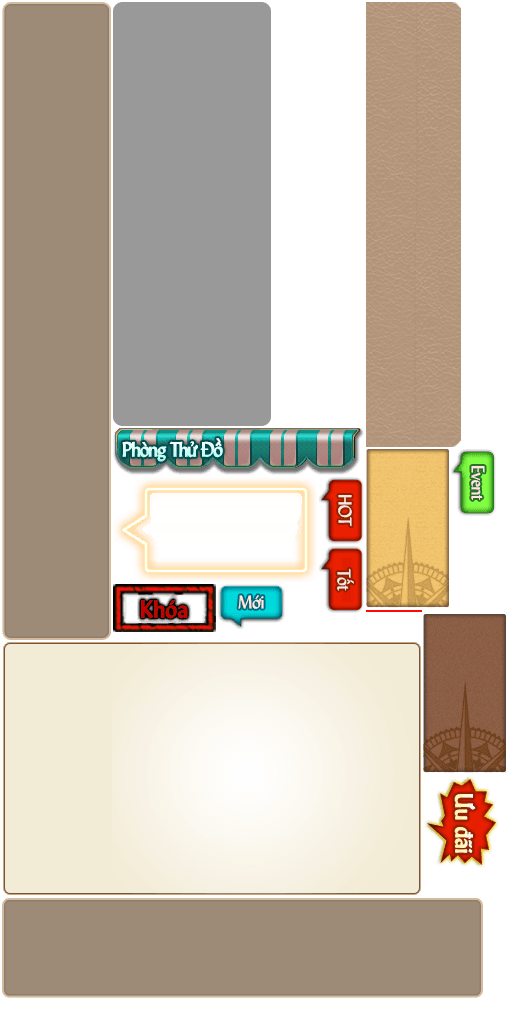 Phòng Thử Đồ
Event
HOT
Tốt
Khóa
Mới
Ưu đãi